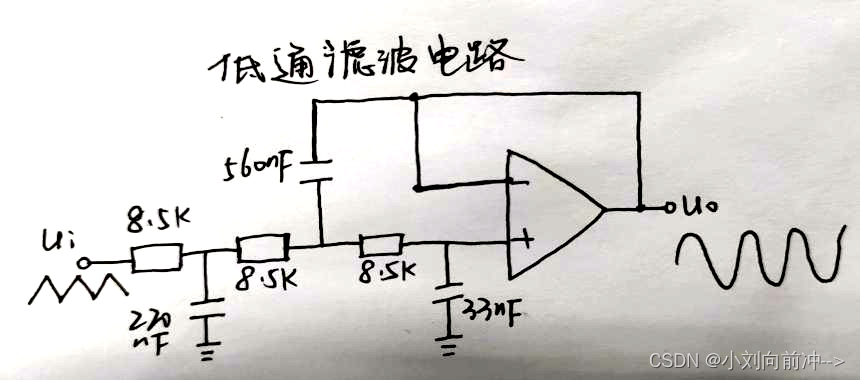 低通滤波电路
560nF
8.5K
Ui
8.5K
8.5K
220
nF
33nF
Uo
CSDN @小刘向前冲-->